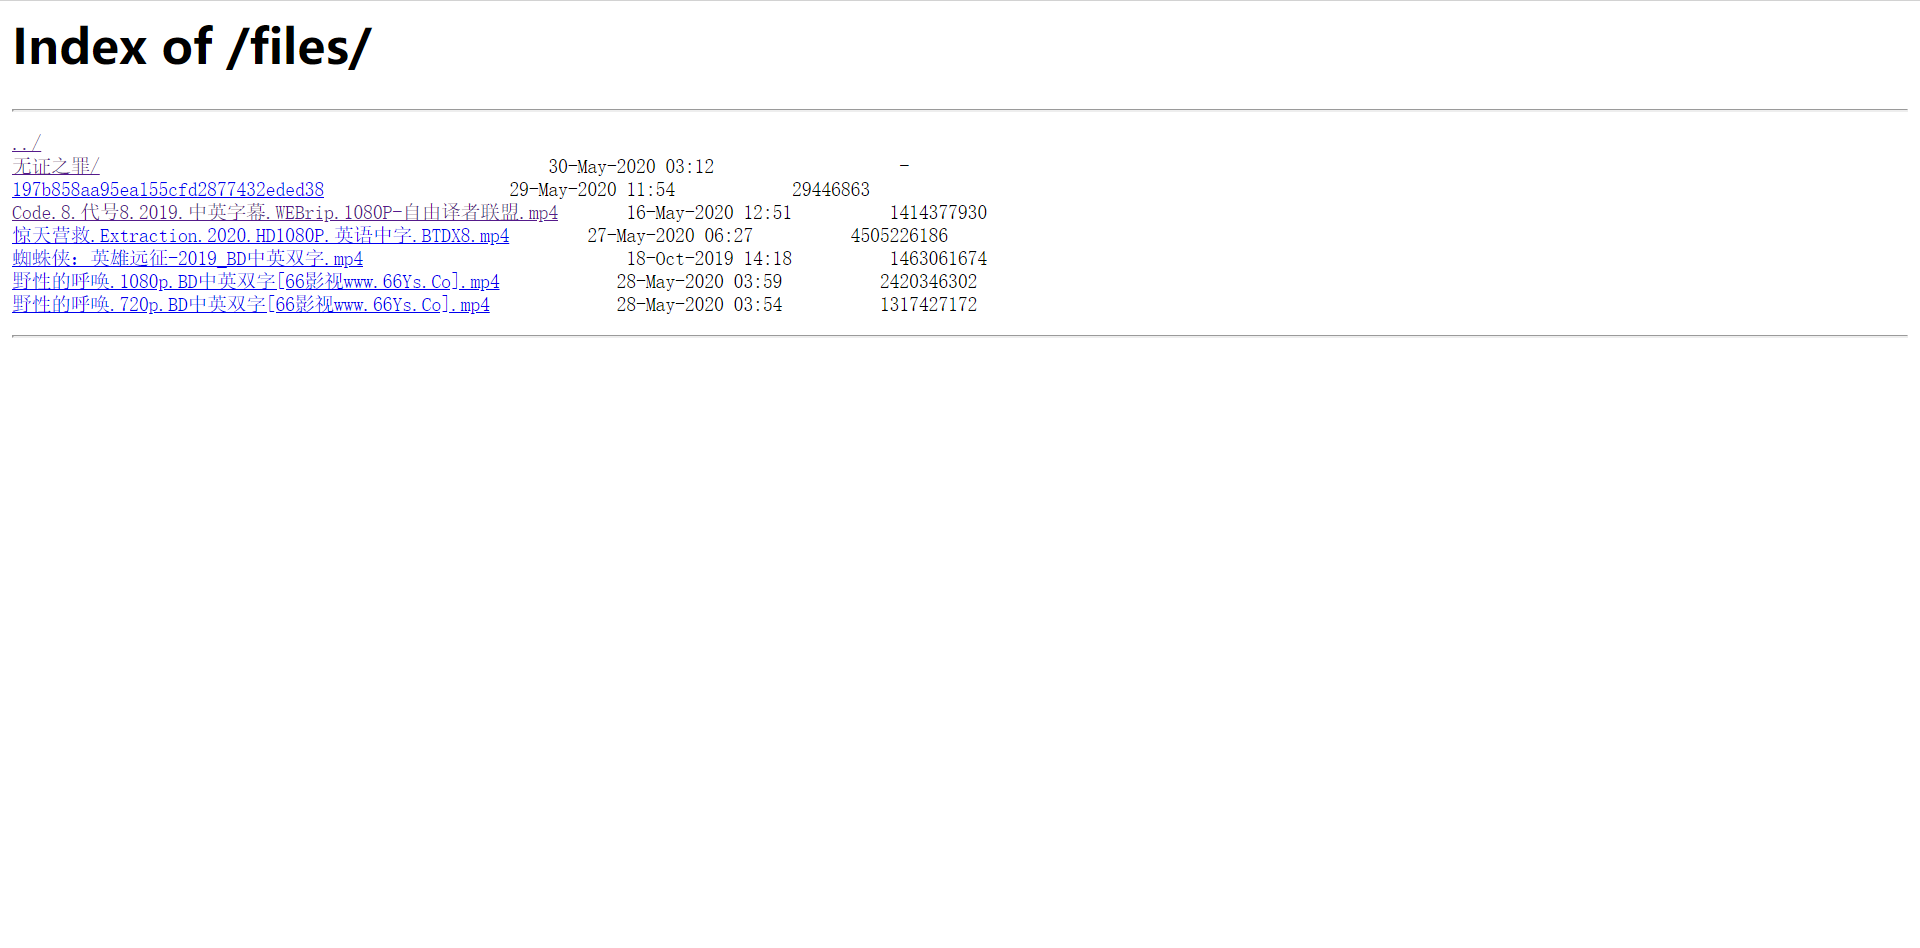 Index of /files/
../
无证之罪/ 30-May-2020 03:12 -
197b858aa95ea155cfd2877432eded38 29-May-2020 11:54 29446863
Code.8.代号8.2019.中英字幕.WEBrip.1080P-自由译者联盟.mp4 16-May-2020 12:51 1414377930
惊天营救.Extraction.2020.HD1080P.英语中字.BTDX8.mp4 27-May-2020 06:27 4505226186
蜘蛛侠：英雄远征-2019_BD中英双字.mp4 18-Oct-2019 14:18 1463061674
野性的呼唤.1080p.BD中英双字[66影视www.66Ys.Co].mp4 28-May-2020 03:59 2420346302
野性的呼唤.720p.BD中英双字[66影视www.66Ys.Co].mp4 28-May-2020 03:54 1317427172